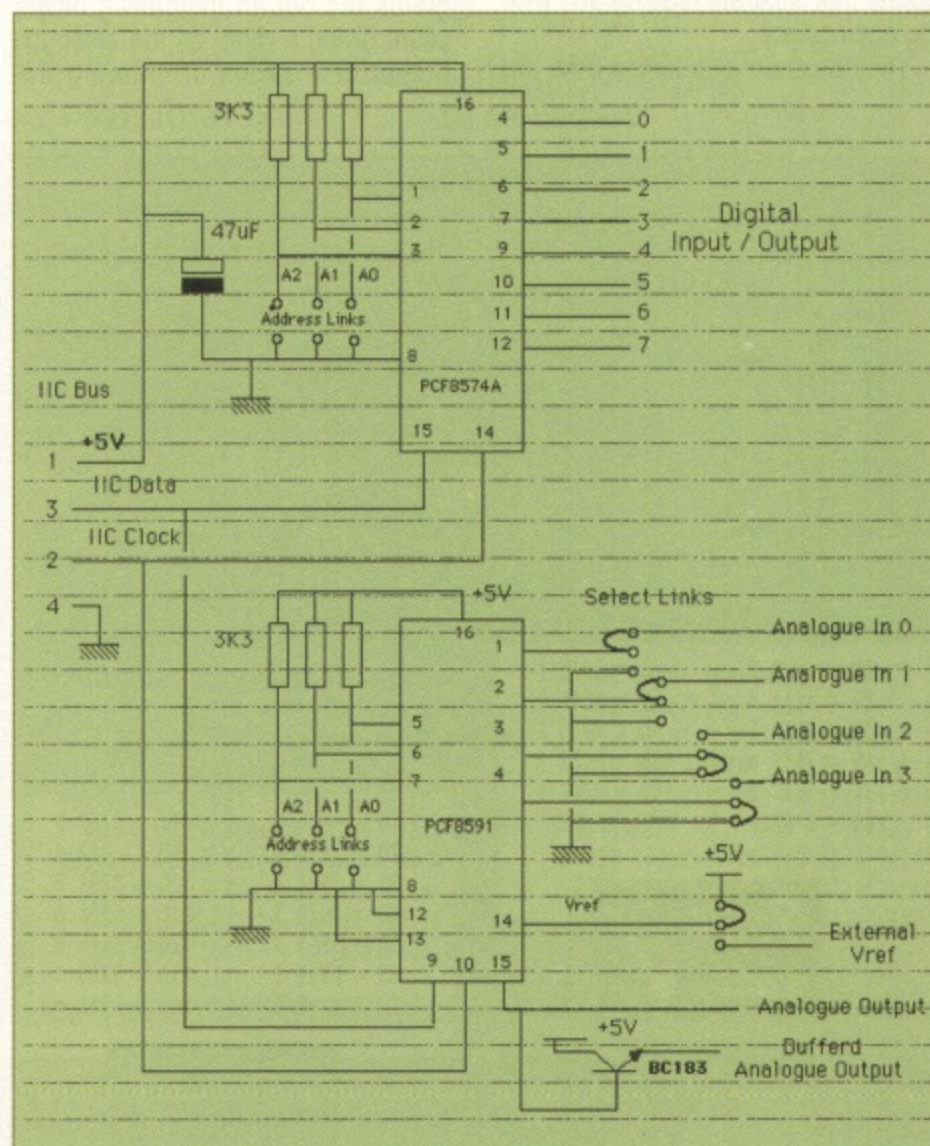 3K3
16
4
0
5
1
6
2
7
3
9
4
10
5
11
6
12
7
Digital
Input / Output
1
2
3
47uF
A2 A1 A0
Address Links
8
PCF8574A
15 14
IIC Bus
+5V
1
IIC Data
3
IIC Clock
2
4
3K3
+5V
16
1
2
3
4
5
6
7
Select Links
Analogue In 0
Analogue In 1
Analogue In 2
Analogue In 3
A2 A1 A0
Address Links
PCF8591
8
12
13
9 10 15
14
Vref
+5V
External
Vref
Analogue Output
+5V
BC183
Bufferd
Analogue Output